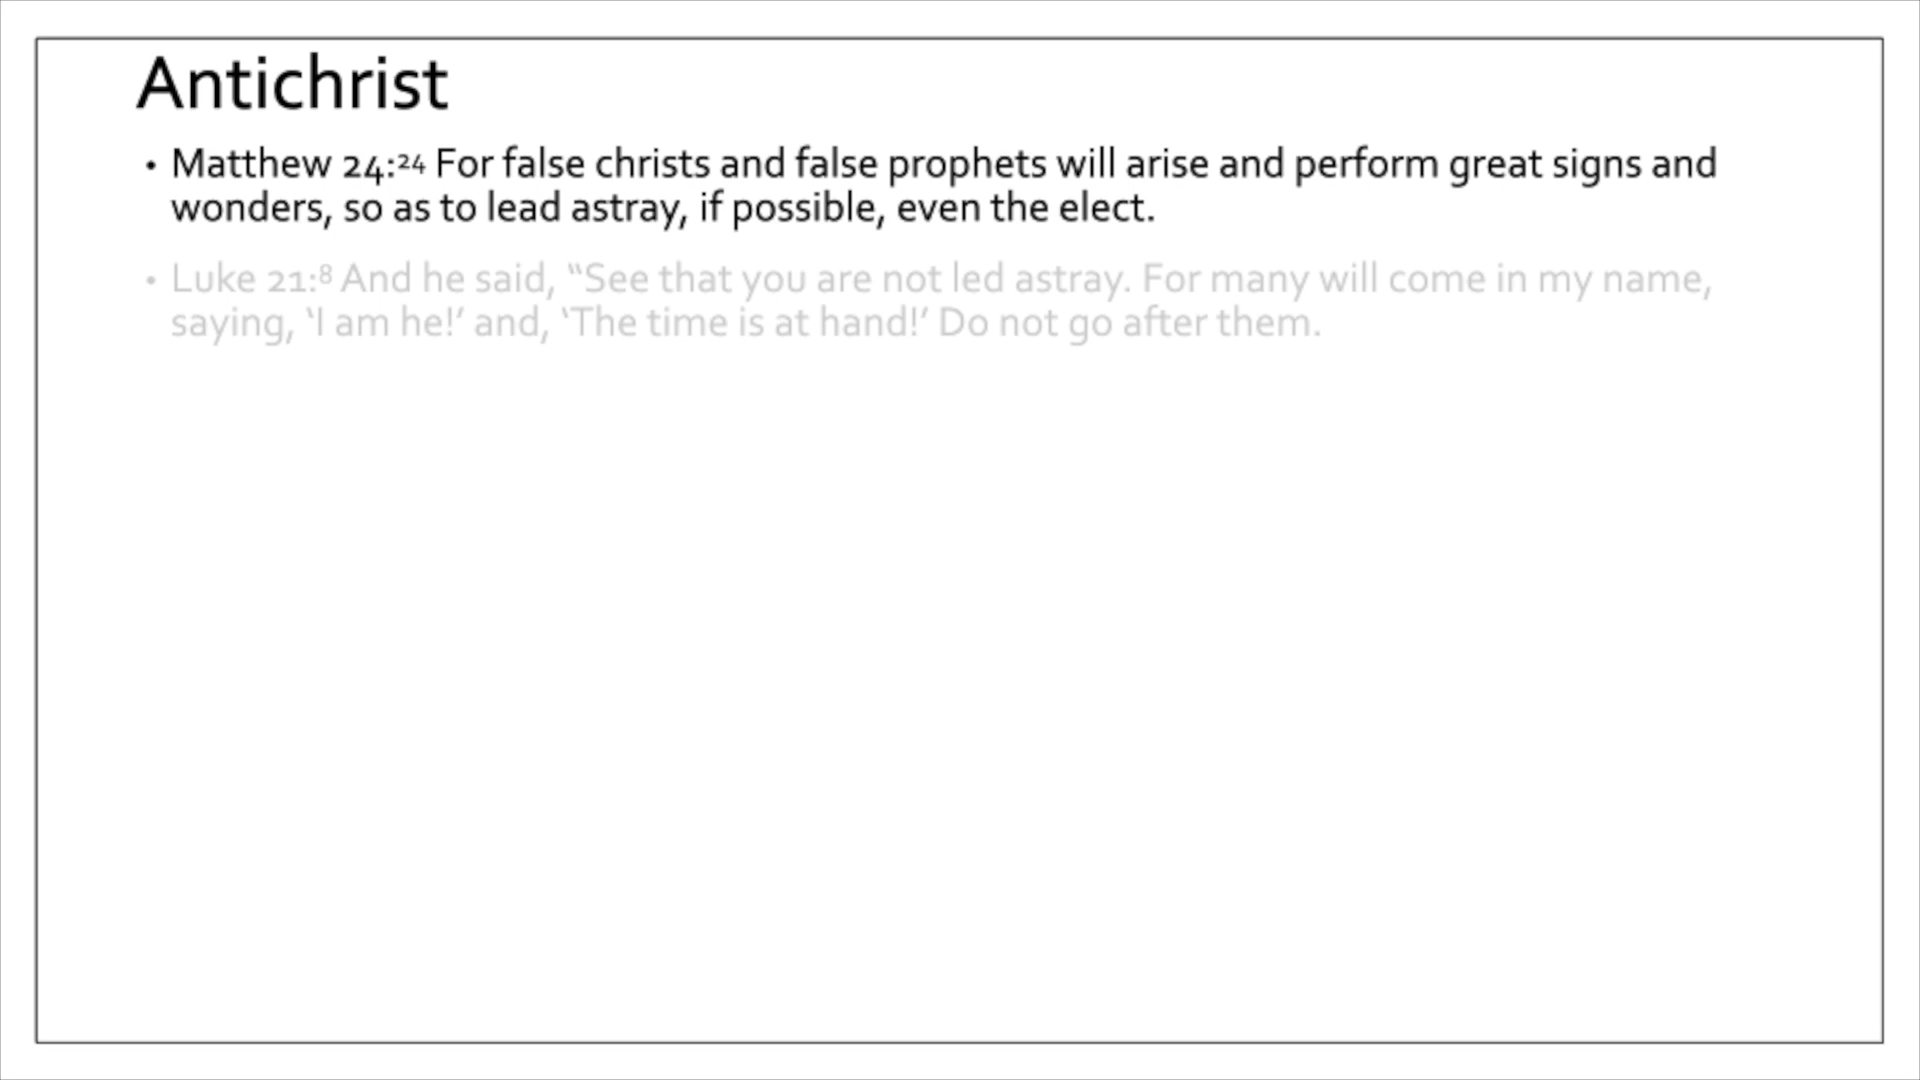 Antichrist
• Matthew 24:24 For false christs and false prophets will arise and perform great signs and
wonders, so as to lead astray, if possible, even the elect.
• Luke 21:8 And he said, “See that you are not led astray. For many will come in my name,
saying, ‘I am he!’ and, ‘The time is at hand!’ Do not go after them.